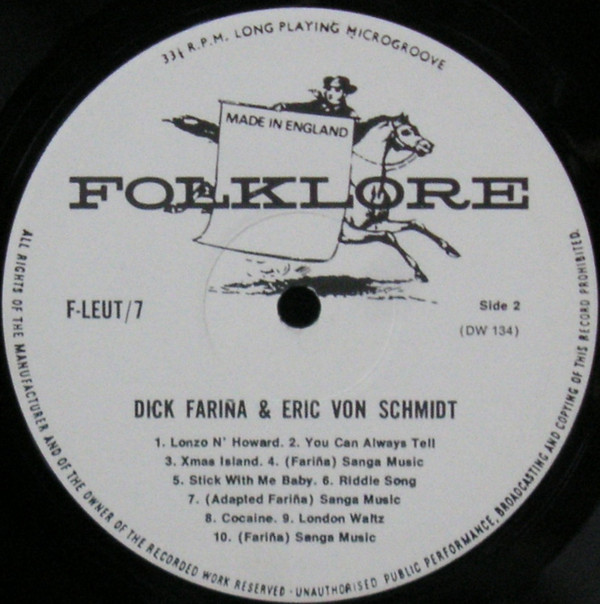 33⅓ R.P.M. LONG PLAYING MICROGROOVE
MADE IN ENGLAND
FOLKLORE
F-LEUT/7
Side 2
(DW 134)
DICK FARIÑA & ERIC VON SCHMIDT
1. Lonzo N' Howard. 2. You Can Always Tell
3. Xmas Island. 4. (Fariña) Sanga Music
5. Stick With Me Baby. 6. Riddle Song
7. (Adapted Fariña) Sanga Music
8. Cocaine. 9. London Waltz
10. (Fariña) Sanga Music
ALL RIGHTS OF THE MANUFACTURER AND OF THE OWNER OF THE RECORDED WORK RESERVED · UNAUTHORISED PUBLIC PERFORMANCE, BROADCASTING AND COPYING OF THIS RECORD PROHIBITED.